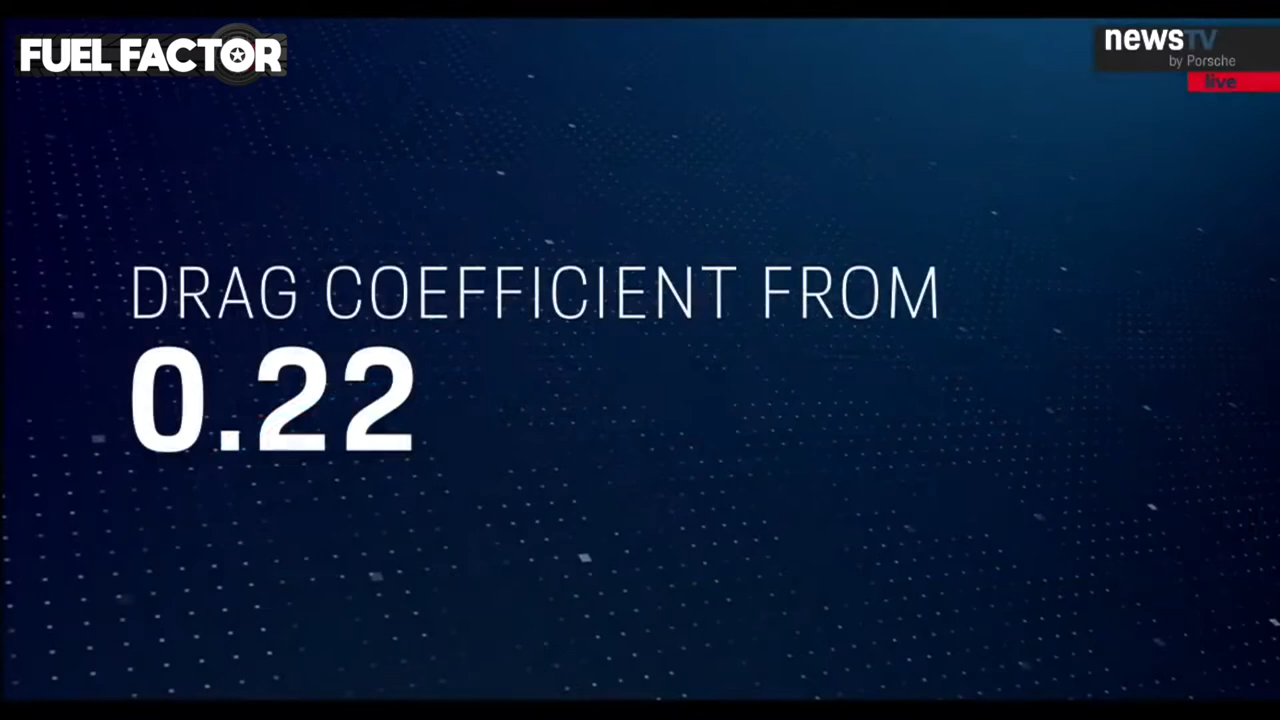 FUEL FACTOR
newsTV
by Porsche
live
DRAG COEFFICIENT FROM
0.22